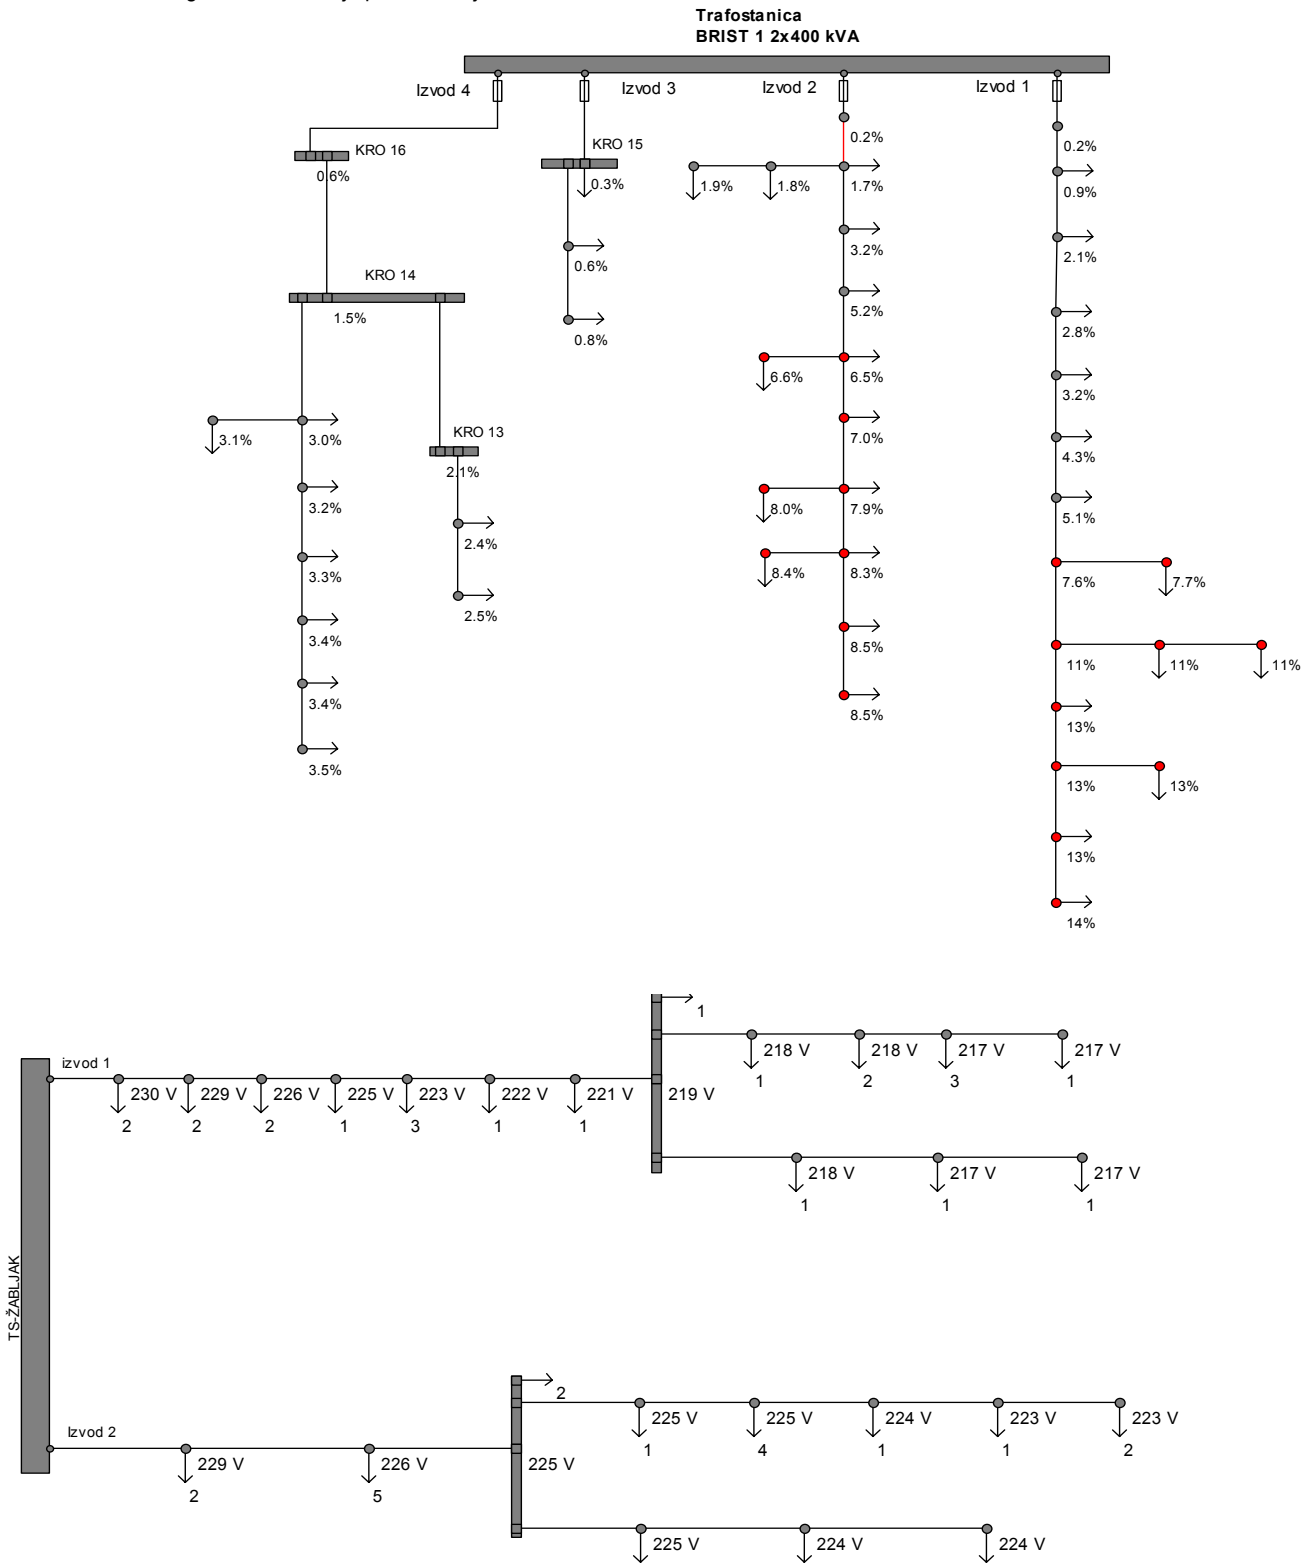 Trafostanica
BRIST 1 2x400 kVA
Izvod 4
Izvod 3
Izvod 2
Izvod 1
KRO 16
0.6%
KRO 14
1.5%
3.1%
3.0%
3.2%
3.3%
3.4%
3.4%
3.5%
KRO 13
2.1%
2.4%
2.5%
KRO 15
0.3%
0.6%
0.8%
0.2%
1.9%
1.8%
1.7%
3.2%
5.2%
6.6%
6.5%
7.0%
8.0%
7.9%
8.4%
8.3%
8.5%
8.5%
0.2%
0.9%
2.1%
2.8%
3.2%
4.3%
5.1%
7.6%
7.7%
11%
11%
11%
13%
13%
13%
13%
14%
TS-ŽABLJAK
izvod 1
230 V
229 V
226 V
225 V
223 V
222 V
221 V
219 V
2
2
2
1
3
1
1
1
218 V
218 V
217 V
217 V
1
2
3
1
218 V
217 V
217 V
1
1
1
Izvod 2
229 V
226 V
225 V
2
5
2
225 V
225 V
224 V
223 V
223 V
1
4
1
1
2
225 V
224 V
224 V